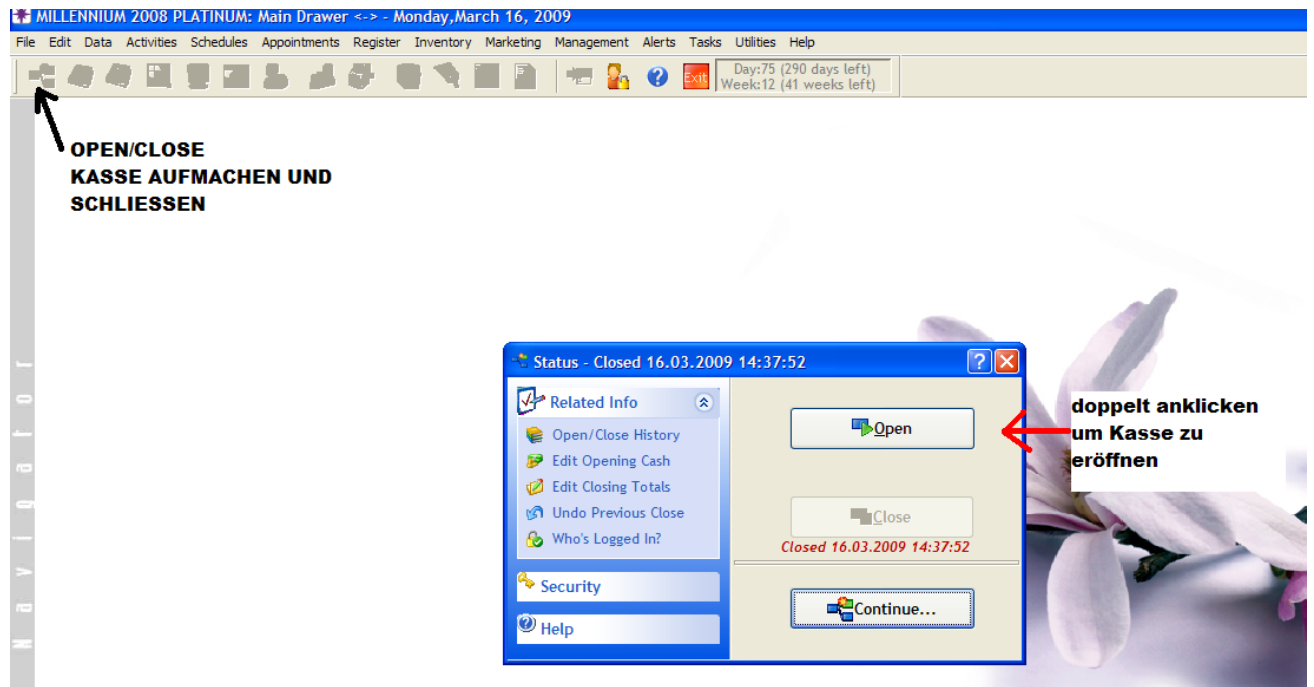 MILLENNIUM 2008 PLATINUM: Main Drawer <-> - Monday,March 16, 2009
File Edit Data Activities Schedules Appointments Register Inventory Marketing Management Alerts Tasks Utilities Help
Exit
Day:75 (290 days left)
Week:12 (41 weeks left)
OPEN/CLOSE
KASSE AUFMACHEN UND
SCHLIESSEN
Navigator
Status - Closed 16.03.2009 14:37:52
Related Info
Open/Close History
Edit Opening Cash
Edit Closing Totals
Undo Previous Close
Who's Logged In?
Security
Help
Open
Close
Closed 16.03.2009 14:37:52
Continue...
doppelt anklicken
um Kasse zu
eröffnen